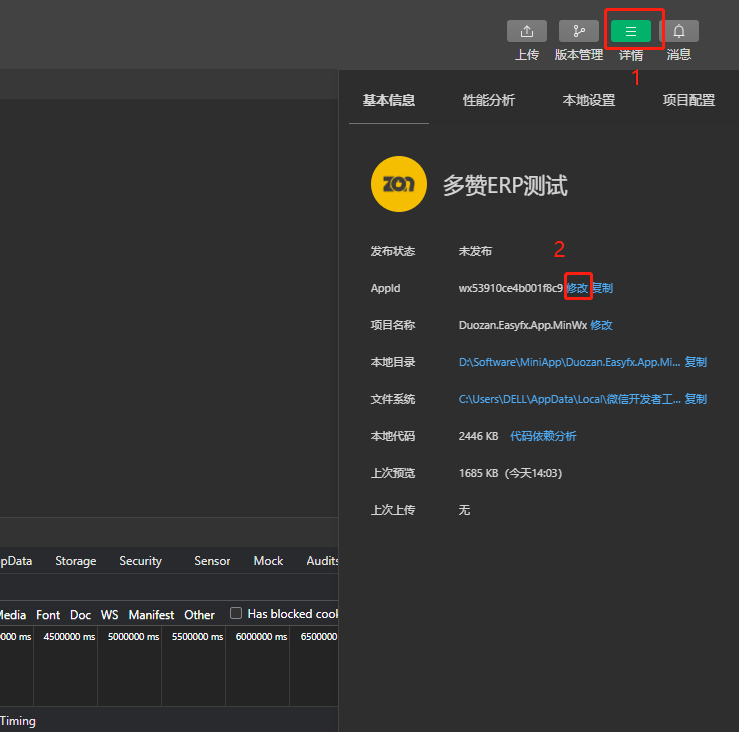 上传 版本管理 详情 消息
1
基本信息 性能分析 本地设置 项目配置
zon 多赞ERP测试
发布状态 未发布
2
AppId wx53910ce4b001f8c9 修改 复制
项目名称 Duozan.Easyfx.App.MinWx 修改
本地目录 D:\Software\MiniApp\Duozan.Easyfx.App.Mi... 复制
文件系统 C:\Users\DELL\AppData\Local\微信开发者工... 复制
本地代码 2446 KB 代码依赖分析
上次预览 1685 KB (今天14:03)
上次上传 无
pData Storage Security Sensor Mock Audits
Media Font Doc WS Manifest Other Has blocked cook
000 ms 4500000 ms 5000000 ms 5500000 ms 6000000 ms 6500000
Timing